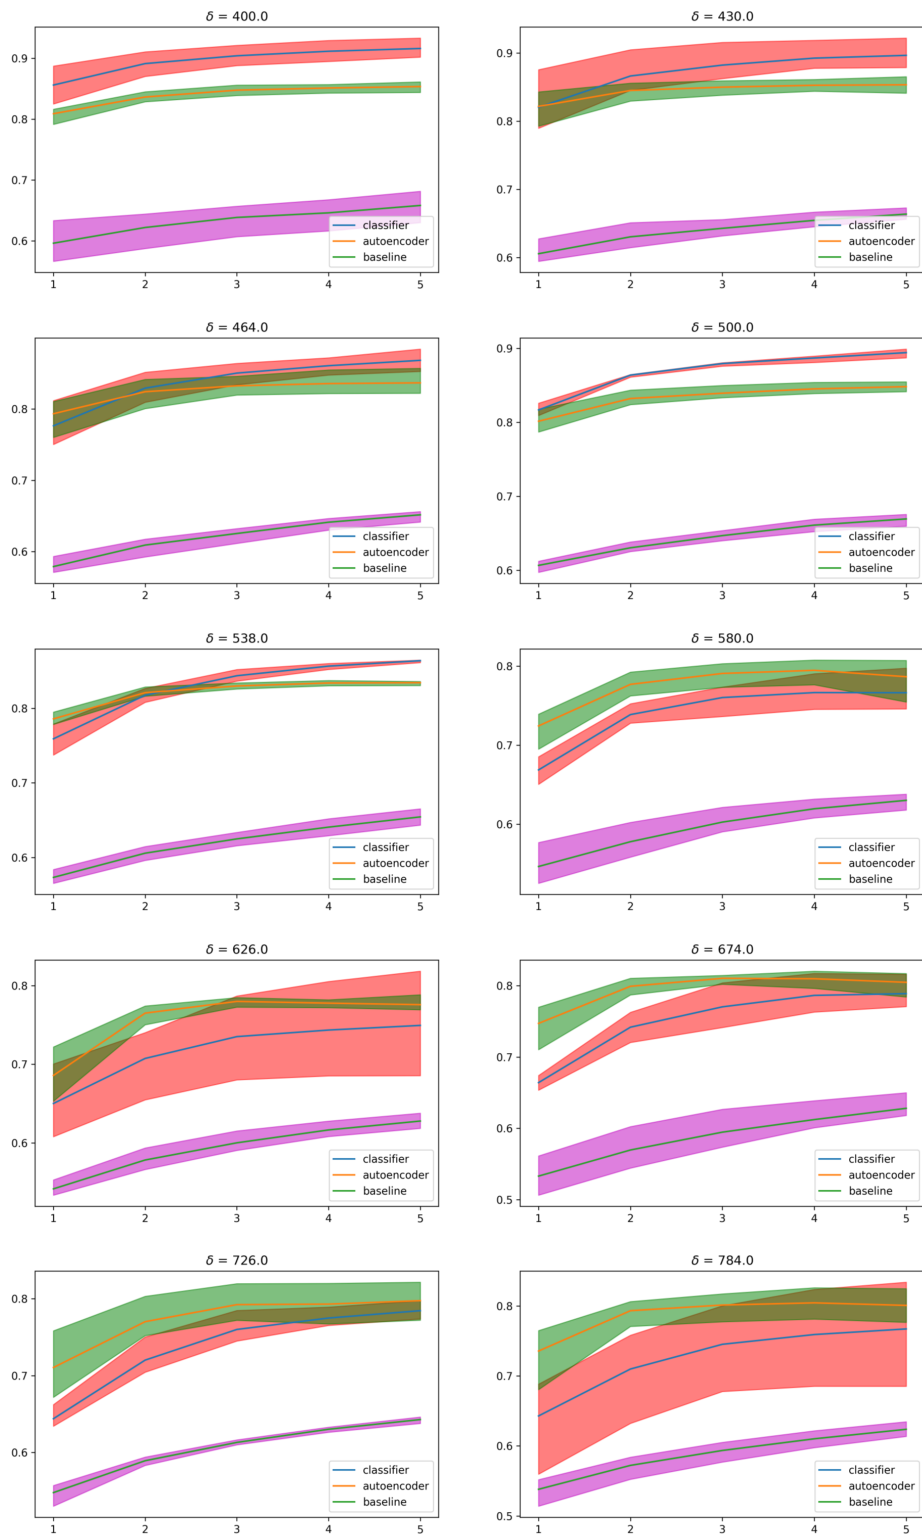 δ = 400.0
0.9
0.8
0.7
0.6
1 2 3 4 5
classifier
autoencoder
baseline
δ = 430.0
0.9
0.8
0.7
0.6
1 2 3 4 5
classifier
autoencoder
baseline
δ = 464.0
0.8
0.7
0.6
1 2 3 4 5
classifier
autoencoder
baseline
δ = 500.0
0.9
0.8
0.7
0.6
1 2 3 4 5
classifier
autoencoder
baseline
δ = 538.0
0.8
0.7
0.6
1 2 3 4 5
classifier
autoencoder
baseline
δ = 580.0
0.8
0.7
0.6
1 2 3 4 5
classifier
autoencoder
baseline
δ = 626.0
0.8
0.7
0.6
1 2 3 4 5
classifier
autoencoder
baseline
δ = 674.0
0.8
0.7
0.6
0.5
1 2 3 4 5
classifier
autoencoder
baseline
δ = 726.0
0.8
0.7
0.6
1 2 3 4 5
classifier
autoencoder
baseline
δ = 784.0
0.8
0.7
0.6
0.5
1 2 3 4 5
classifier
autoencoder
baseline